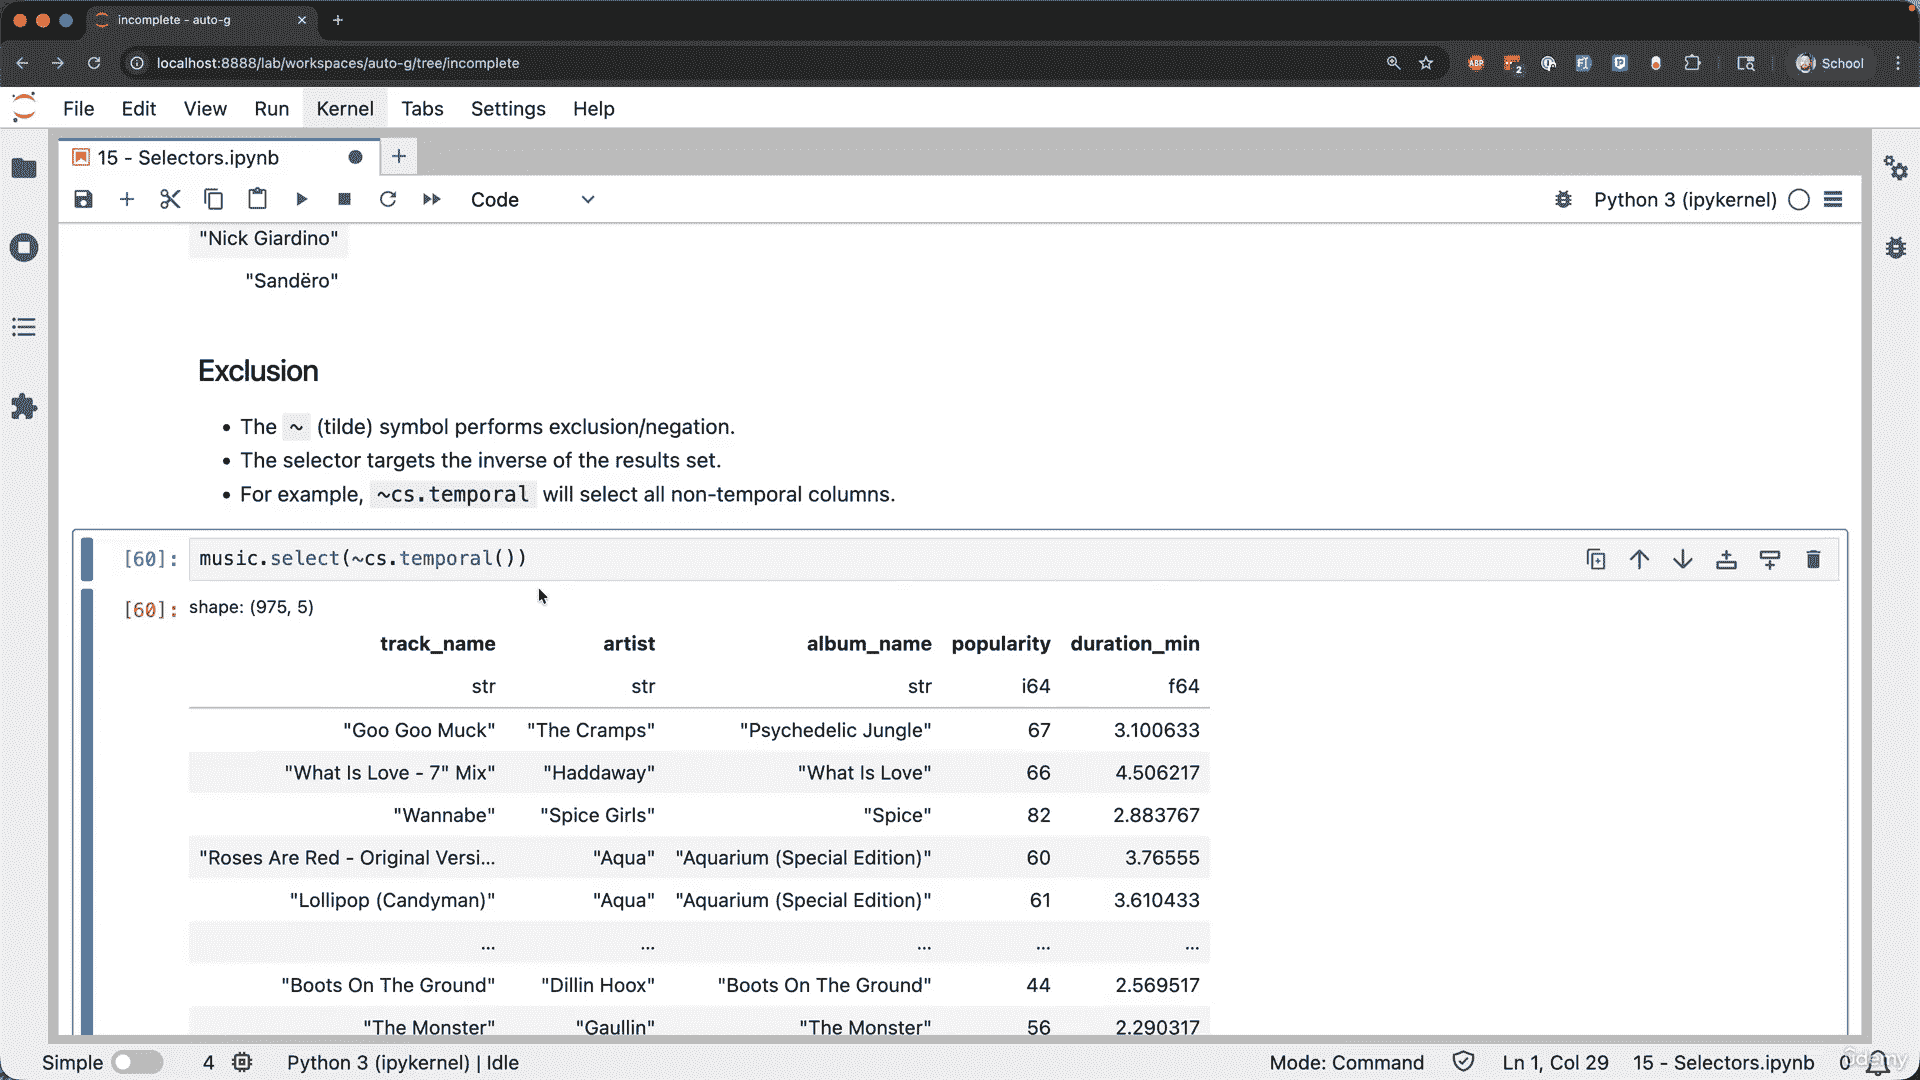 incomplete - auto-g
localhost:8888/lab/workspaces/auto-g/tree/incomplete
ABP
2
School
File Edit View Run Kernel Tabs Settings Help
15 - Selectors.ipynb
Code
Python 3 (ipykernel)
"Nick Giardino"
"Sandëro"
Exclusion
• The ~ (tilde) symbol performs exclusion/negation.
• The selector targets the inverse of the results set.
• For example, ~cs.temporal will select all non-temporal columns.
[60]: music.select(~cs.temporal())
[60]: shape: (975, 5)
track_name artist album_name popularity duration_min
str str str i64 f64
"Goo Goo Muck" "The Cramps" "Psychedelic Jungle" 67 3.100633
"What Is Love - 7" Mix" "Haddaway" "What Is Love" 66 4.506217
"Wannabe" "Spice Girls" "Spice" 82 2.883767
"Roses Are Red - Original Versi... "Aqua" "Aquarium (Special Edition)" 60 3.76555
"Lollipop (Candyman)" "Aqua" "Aquarium (Special Edition)" 61 3.610433
... ... ... ... ...
"Boots On The Ground" "Dillin Hoox" "Boots On The Ground" 44 2.569517
"The Monster" "Gaullin" "The Monster" 56 2.290317
Simple 4 Python 3 (ipykernel) | Idle Mode: Command Ln 1, Col 29 15 - Selectors.ipynb 0
Udemy